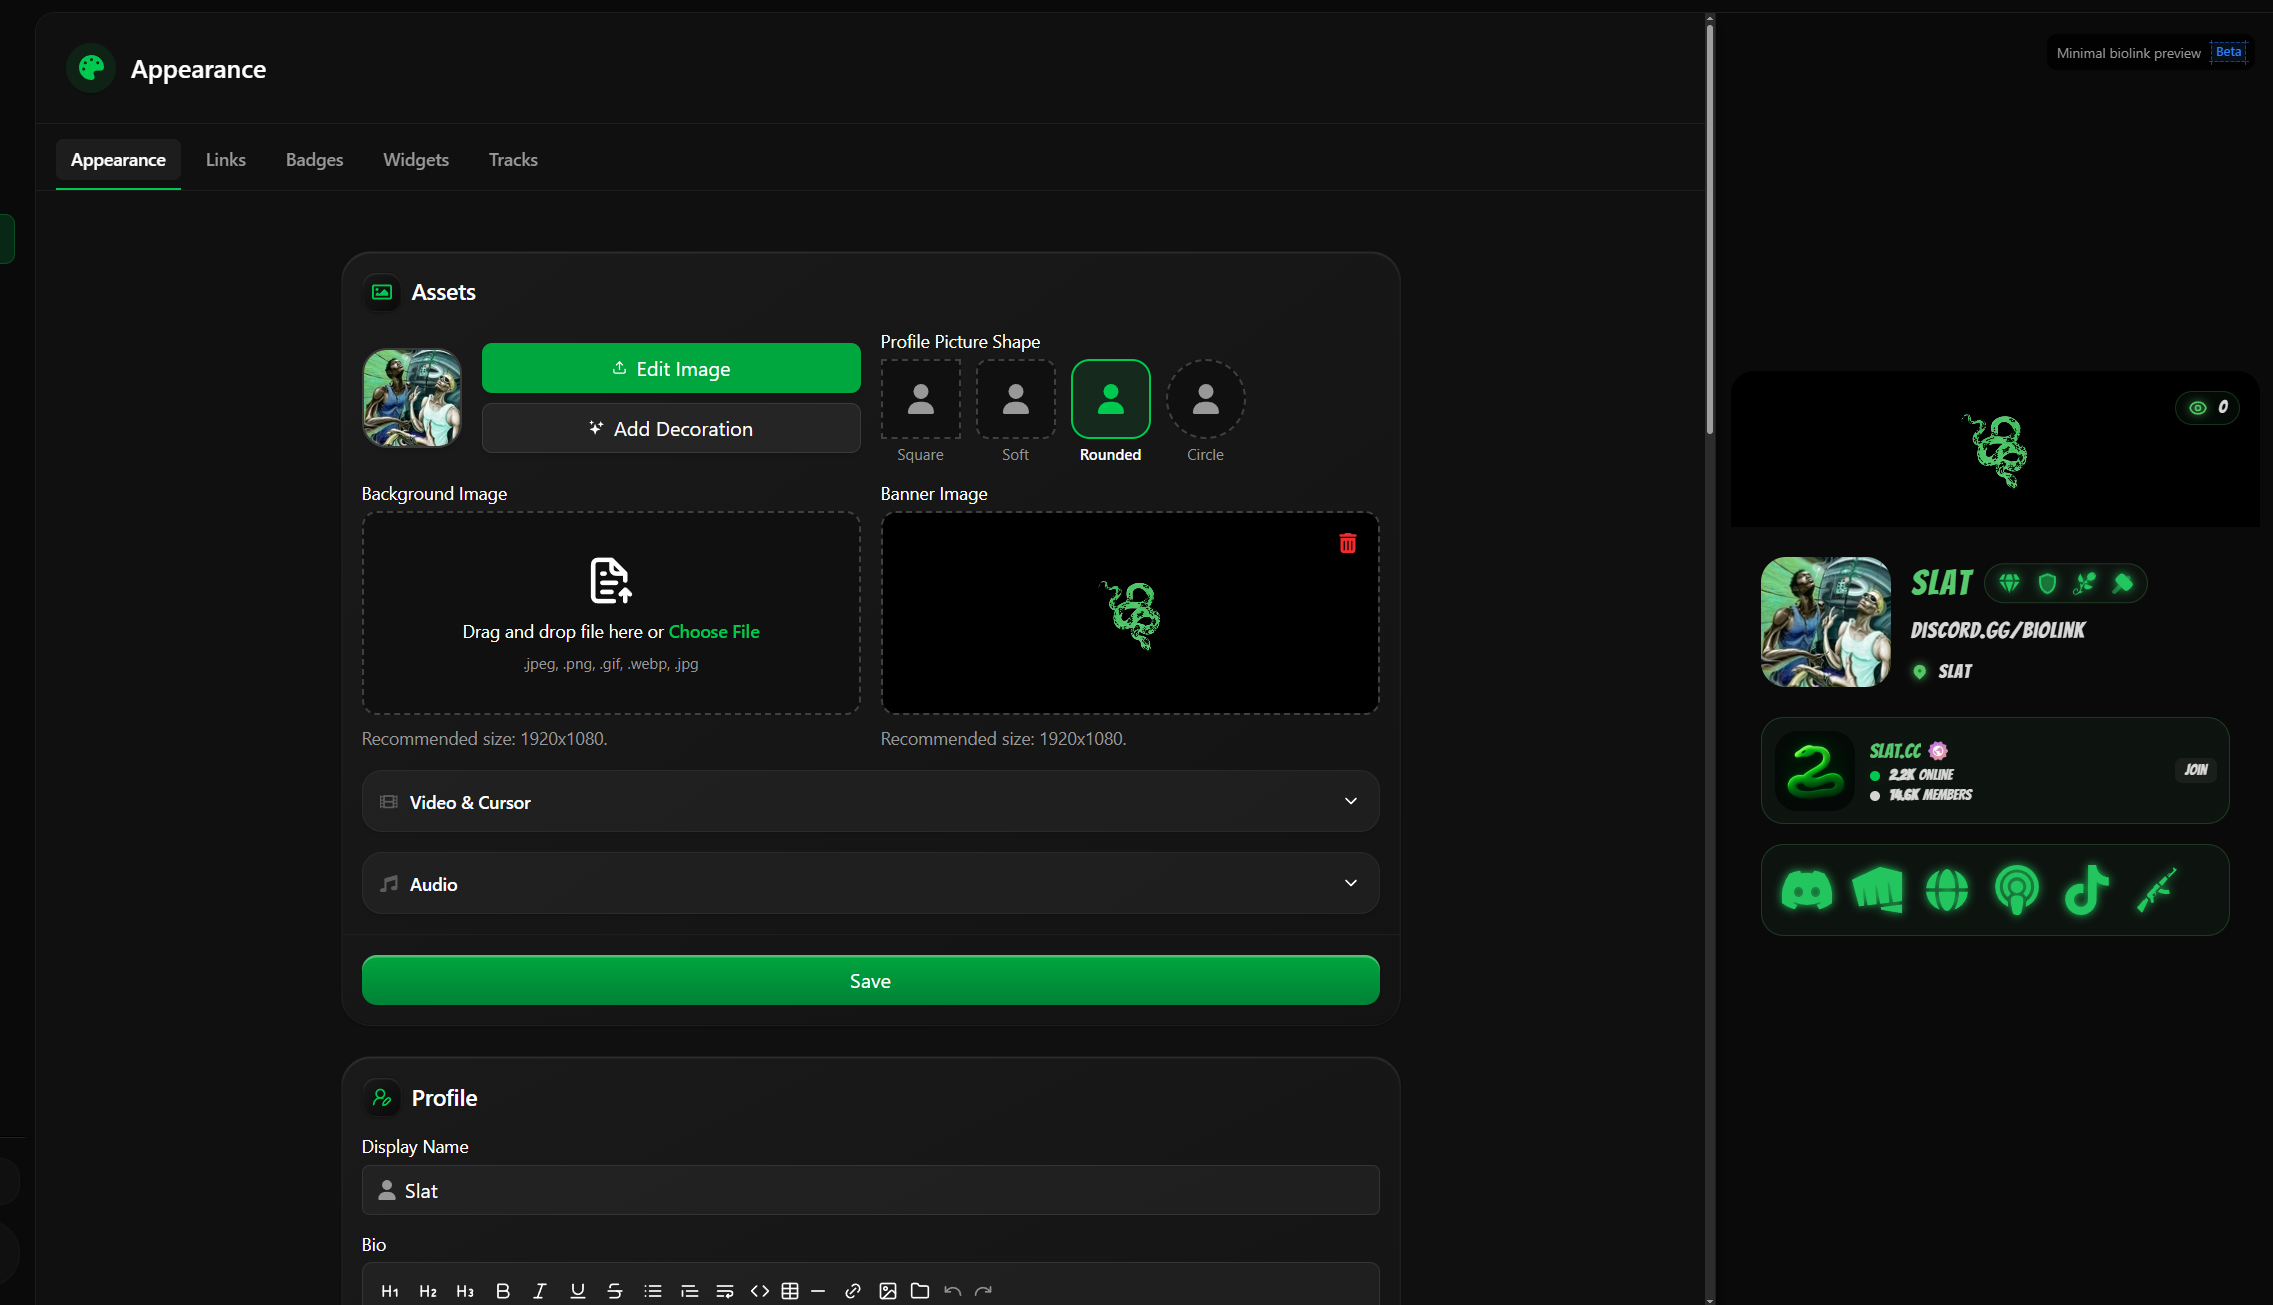 Appearance
Minimal biolink preview Beta
Appearance Links Badges Widgets Tracks
Assets
Edit Image
Add Decoration
Profile Picture Shape
Square Soft Rounded Circle
Background Image
Drag and drop file here or Choose File
.jpeg, .png, .gif, .webp, .jpg
Recommended size: 1920x1080.
Banner Image
Recommended size: 1920x1080.
Video & Cursor
Audio
Save
Profile
Display Name
Slat
Bio
H1 H2 H3 B I U S
0
SLAT
DISCORD.GG/BIOLINK
SLAT
SLAT.CC
2.2K ONLINE
14.6K MEMBERS
JOIN